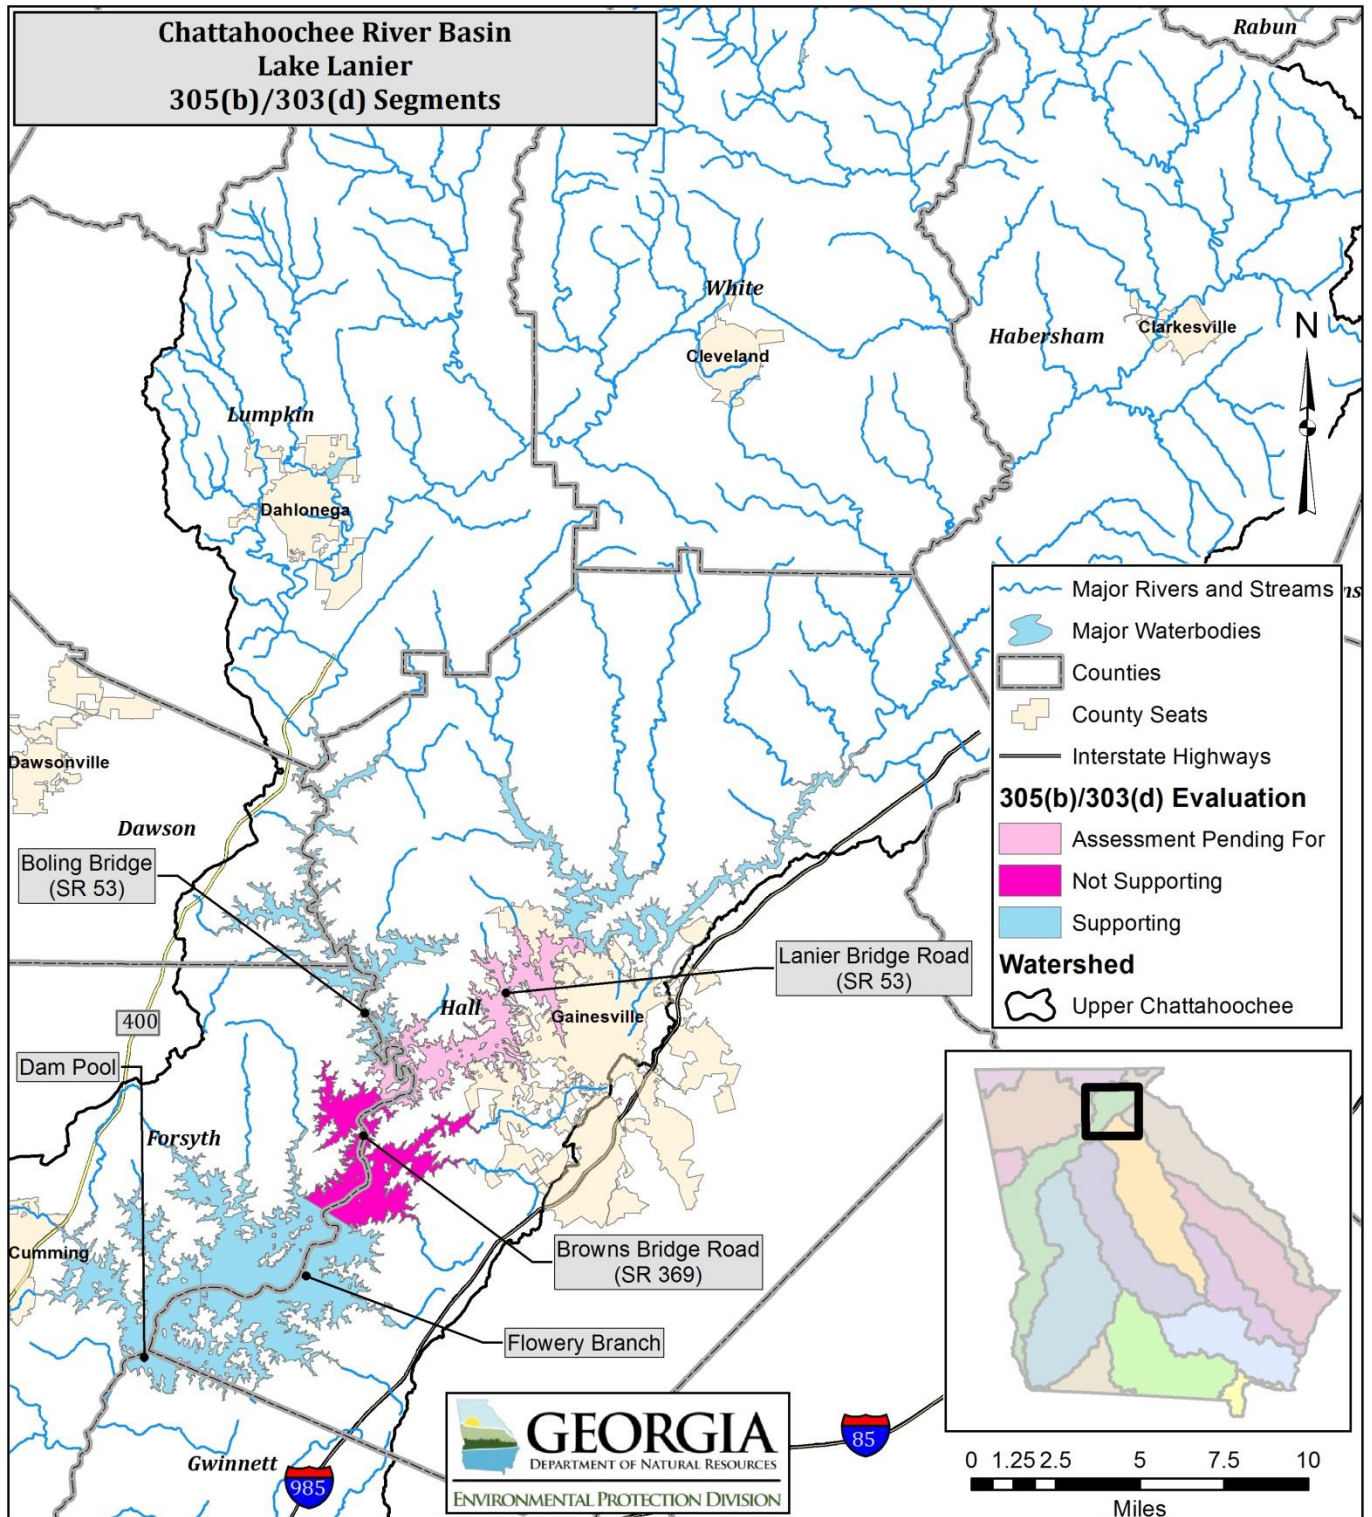 Chattahoochee River Basin
Lake Lanier
305(b)/303(d) Segments
Rabun
White
Cleveland
Habersham
Clarkesville
N
Lumpkin
Dahlonega
Dawsonville
Dawson
Boling Bridge
(SR 53)
Lanier Bridge Road
(SR 53)
Hall
Gainesville
400
Dam Pool
Forsyth
Cumming
Browns Bridge Road
(SR 369)
Flowery Branch
Gwinnett
985
85
Major Rivers and Streams
Major Waterbodies
Counties
County Seats
Interstate Highways
305(b)/303(d) Evaluation
Assessment Pending For
Not Supporting
Supporting
Watershed
Upper Chattahoochee
GEORGIA
DEPARTMENT OF NATURAL RESOURCES
ENVIRONMENTAL PROTECTION DIVISION
0 1.25 2.5 5 7.5 10
Miles